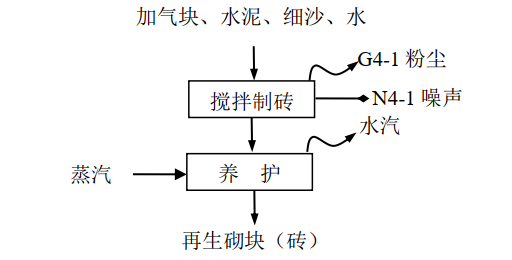 加气块、水泥、细沙、水
G4-1 粉尘
搅拌制砖
N4-1 噪声
水汽
蒸汽
养 护
再生砌块（砖）